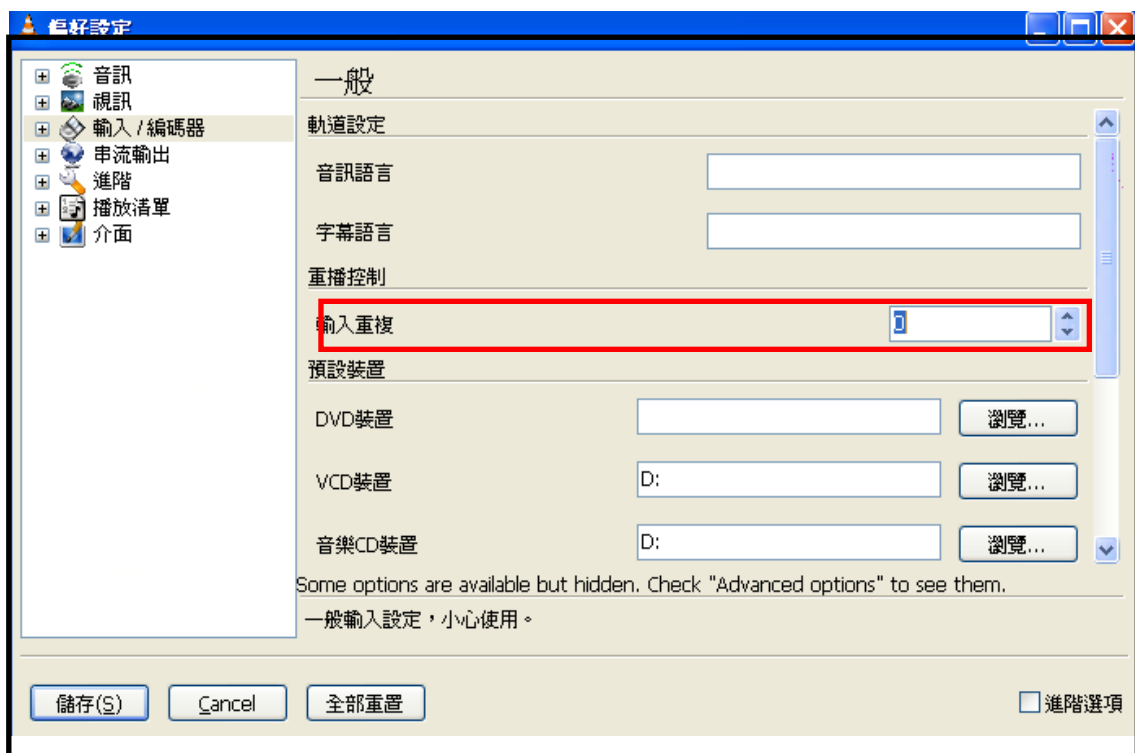 偏好設定
音訊
視訊
輸入 / 編碼器
串流輸出
進階
播放清單
介面
一般
軌道設定
音訊語言
字幕語言
重播控制
輸入重複 0
預設裝置
DVD裝置 瀏覽...
VCD裝置 D: 瀏覽...
音樂CD裝置 D: 瀏覽...
Some options are available but hidden. Check "Advanced options" to see them.
一般輸入設定，小心使用。
儲存(S) Cancel 全部重置 進階選項